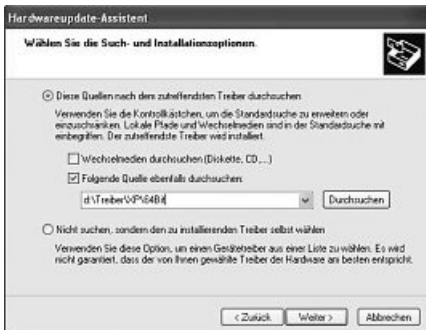 Hardwareupdate-Assistent
Wählen Sie die Such- und Installationsoptionen.
Diese Quellen nach dem zutreffendsten Treiber durchsuchen
Verwenden Sie die Kontrollkästchen, um die Standardsuche zu erweitern oder
einzuschränken. Lokale Pfade und Wechselmedien sind in der Standardsuche mit
einbegriffen. Der zutreffendste Treiber wird installiert.
Wechselmedien durchsuchen (Diskette, CD,...)
Folgende Quelle ebenfalls durchsuchen:
d:\Treiber\XP\64Bit
Durchsuchen
Nicht suchen, sondern den zu installierenden Treiber selbst wählen
Verwenden Sie diese Option, um einen Gerätetreiber aus einer Liste zu wählen. Es wird
nicht garantiert, dass der von Ihnen gewählte Treiber der Hardware am besten entspricht.
< Zurück
Weiter >
Abbrechen